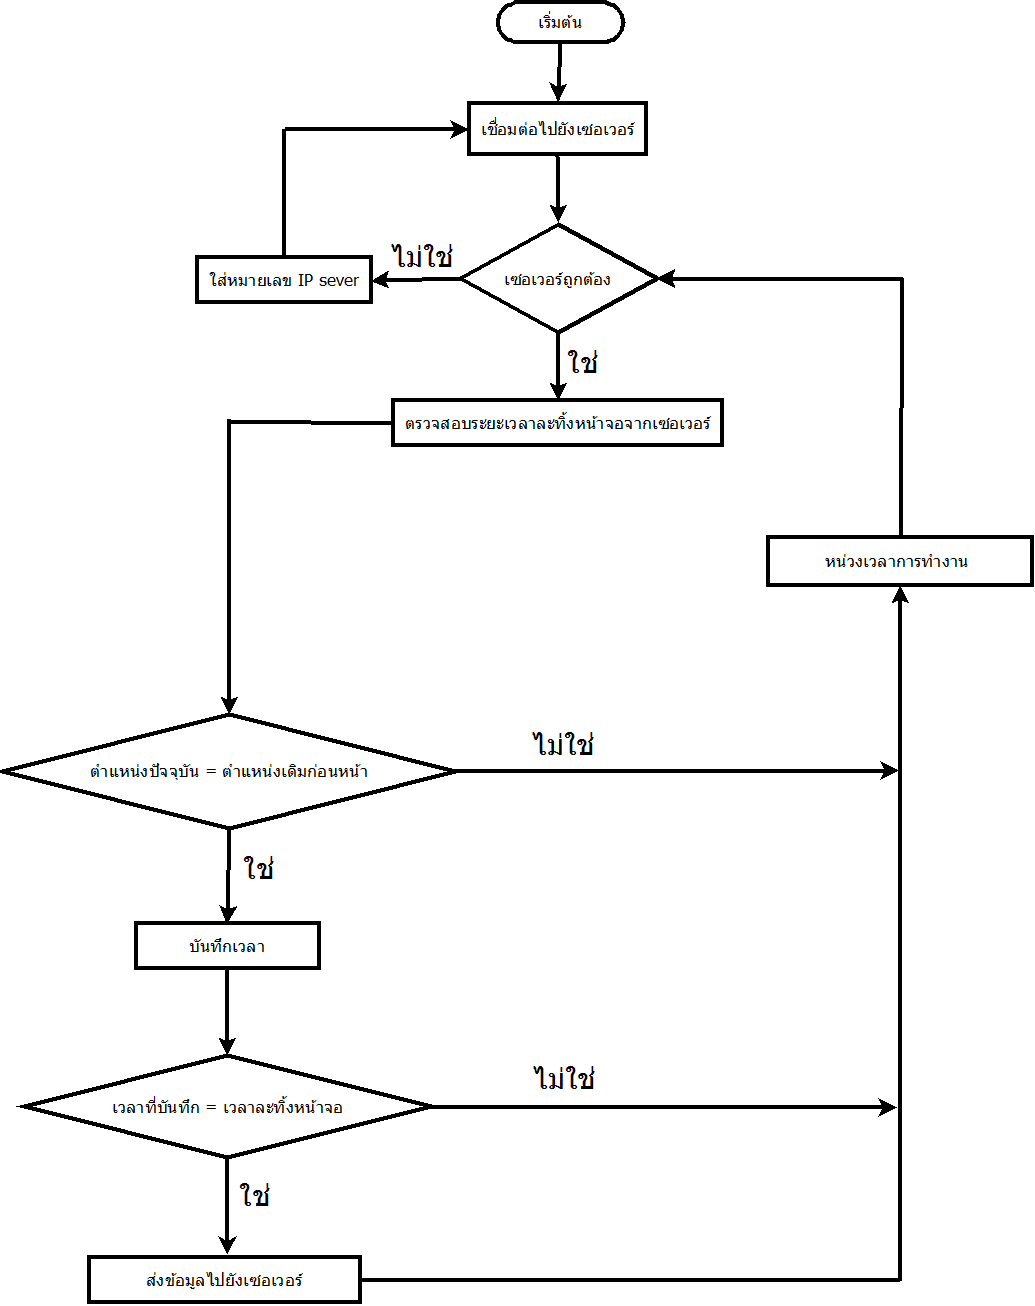 เริ่มต้น
เชื่อมต่อไปยังเซอเวอร์
ไม่ใช่
ใส่หมายเลข IP sever
เซอเวอร์ถูกต้อง
ใช่
ตรวจสอบระยะเวลาละทิ้งหน้าจอจากเซอเวอร์
หน่วงเวลาการทำงาน
ไม่ใช่
ตำแหน่งปัจจุบัน = ตำแหน่งเดิมก่อนหน้า
ใช่
บันทึกเวลา
ไม่ใช่
เวลาที่บันทึก = เวลาละทิ้งหน้าจอ
ใช่
ส่งข้อมูลไปยังเซอเวอร์